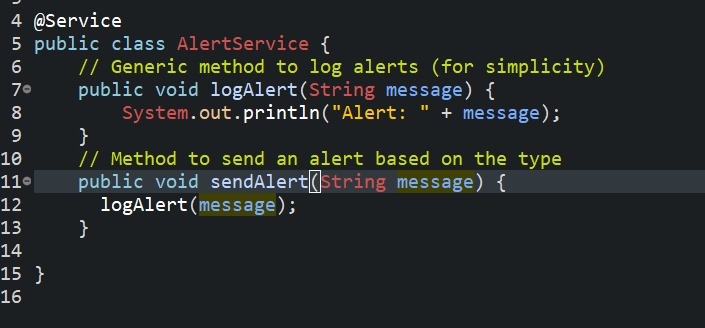 4 @Service
5 public class AlertService {
6 // Generic method to log alerts (for simplicity)
7 public void logAlert(String message) {
8 System.out.println("Alert: " + message);
9 }
10 // Method to send an alert based on the type
11 public void sendAlert(String message) {
12 logAlert(message);
13 }
14
15 }
16